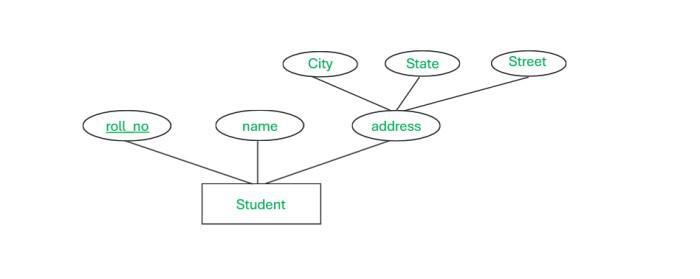 City
State
Street
roll_no
name
address
Student